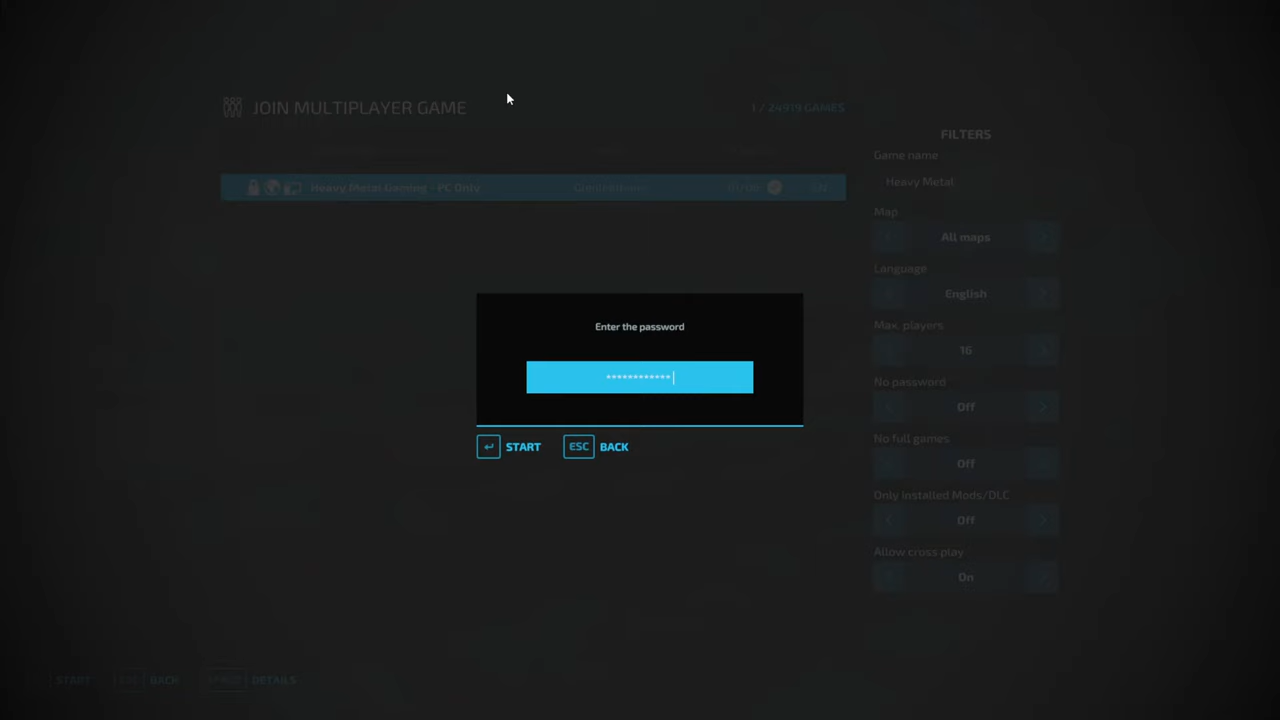 JOIN MULTIPLAYER GAME
1 / 24919 GAMES
Heavy Metal Gaming - PC Only
EN
FILTERS
Game name
Heavy Metal
Map
All maps
Language
English
Max. players
16
No password
Off
No full games
Off
Only installed Mods/DLC
Off
Allow cross play
On
Enter the password
************
START
ESC BACK
START
BACK
DETAILS